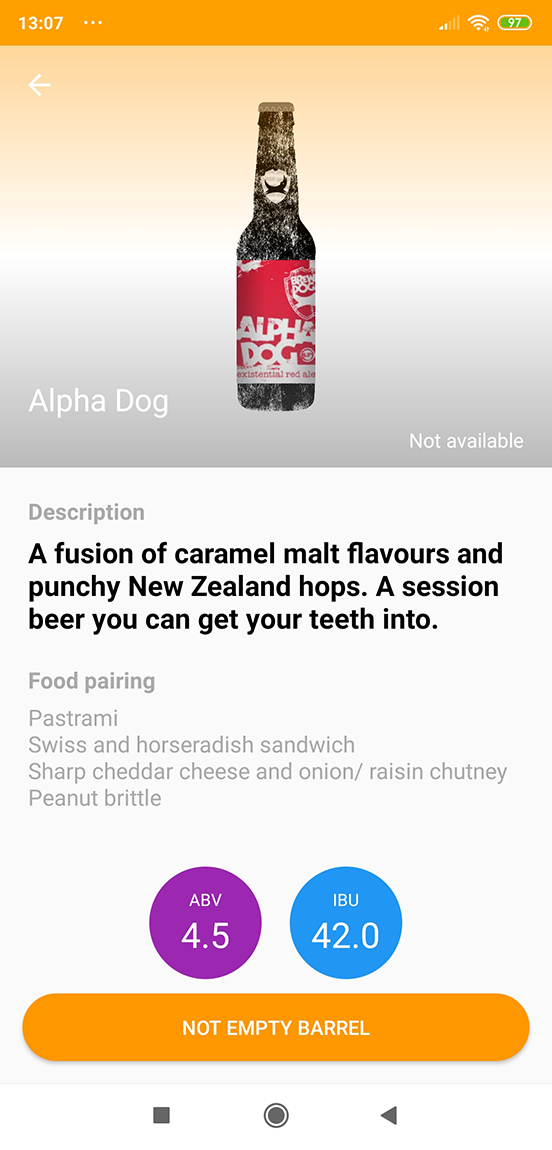 13:07 ...
97
BREW
DOG
ALPHA
DOG
existential red ale
Alpha Dog
Not available
Description
A fusion of caramel malt flavours and
punchy New Zealand hops. A session
beer you can get your teeth into.
Food pairing
Pastrami
Swiss and horseradish sandwich
Sharp cheddar cheese and onion/ raisin chutney
Peanut brittle
ABV
4.5
IBU
42.0
NOT EMPTY BARREL